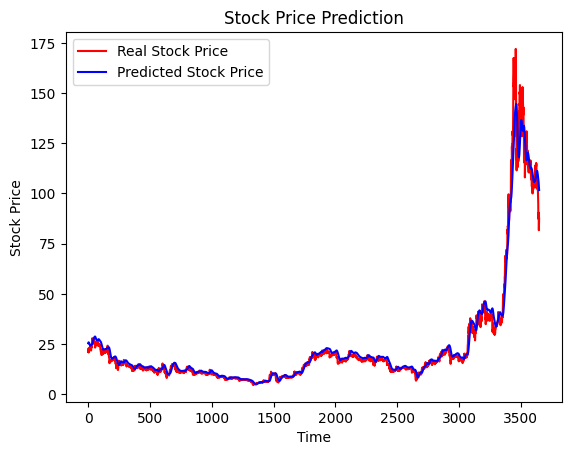 Stock Price Prediction
Real Stock Price
Predicted Stock Price
175
150
125
100
75
50
25
0
Stock Price
0 500 1000 1500 2000 2500 3000 3500
Time